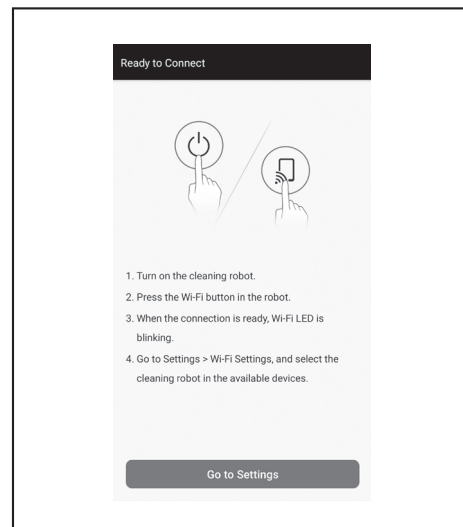 Ready to Connect
1. Turn on the cleaning robot.
2. Press the Wi-Fi button in the robot.
3. When the connection is ready, Wi-Fi LED is
blinking.
4. Go to Settings > Wi-Fi Settings, and select the
cleaning robot in the available devices.
Go to Settings